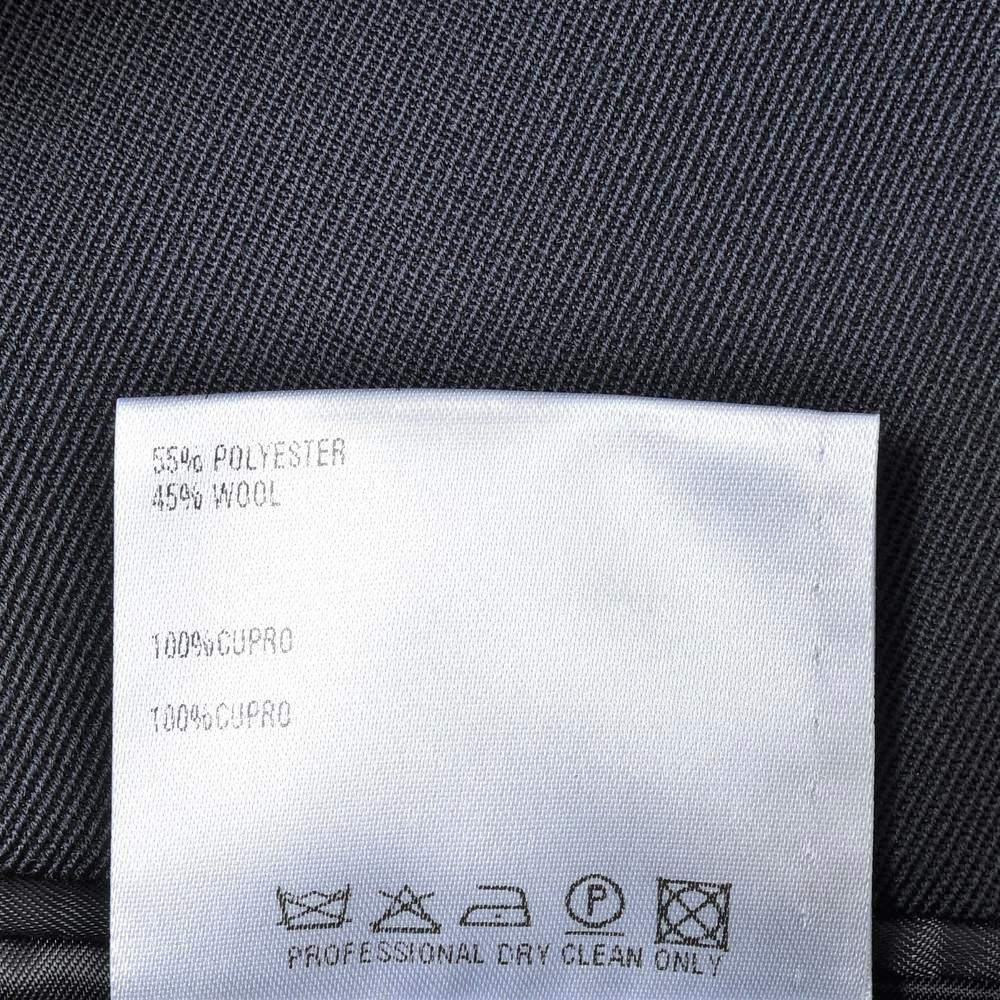 55% POLYESTER
45% WOOL
100%CUPRO
100%CUPRO
P
PROFESSIONAL DRY CLEAN ONLY